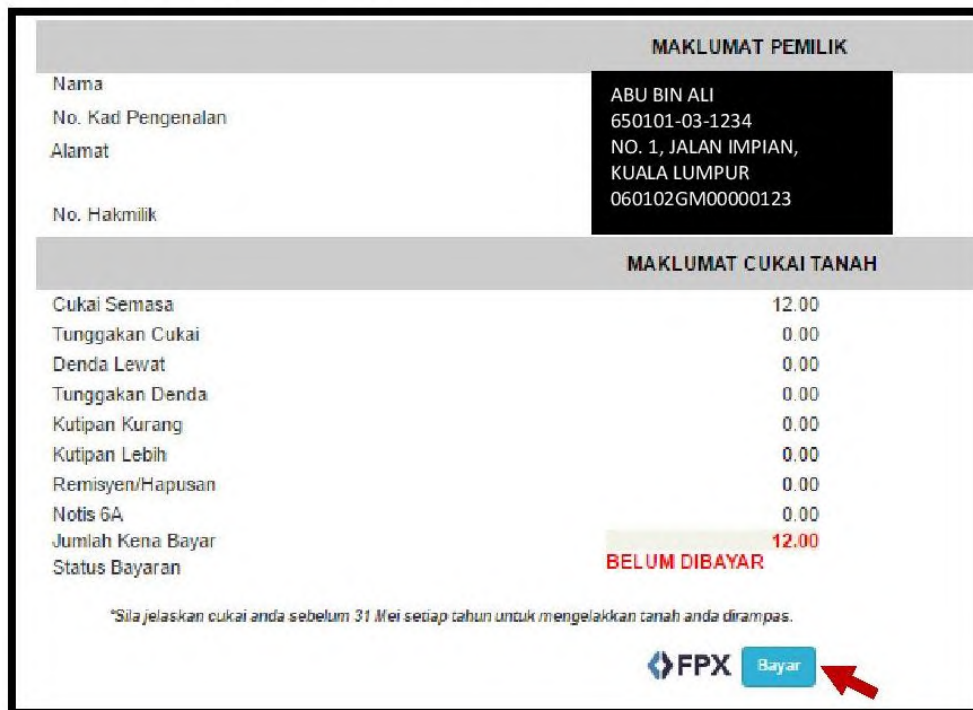 MAKLUMAT PEMILIK
Nama ABU BIN ALI
No. Kad Pengenalan 650101-03-1234
Alamat NO. 1, JALAN IMPIAN,
KUALA LUMPUR
No. Hakmilik 060102GM00000123
MAKLUMAT CUKAI TANAH
Cukai Semasa 12.00
Tunggakan Cukai 0.00
Denda Lewat 0.00
Tunggakan Denda 0.00
Kutipan Kurang 0.00
Kutipan Lebih 0.00
Remisyen/Hapusan 0.00
Notis 6A 0.00
Jumlah Kena Bayar 12.00
Status Bayaran BELUM DIBAYAR
*Sila jelaskan cukai anda sebelum 31 Mei setiap tahun untuk mengelakkan tanah anda dirampas.
FPX Bayar